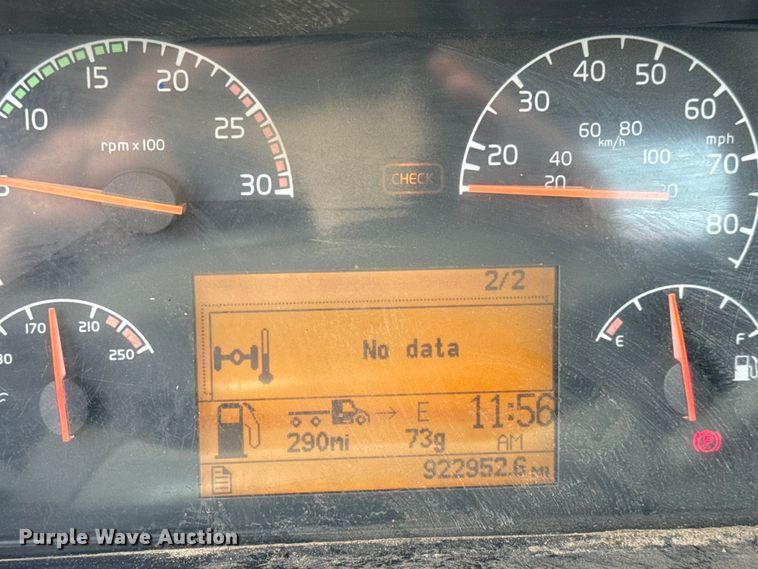 10 15 20 25 30
rpm x 100
CHECK
20 30 40 50 60 70 80
mph
20 40 60 80 100
km/h
2/2
No data
170 210 250
E F
E 11:56
290mi 73g AM
922952.6 MI
Purple Wave Auction